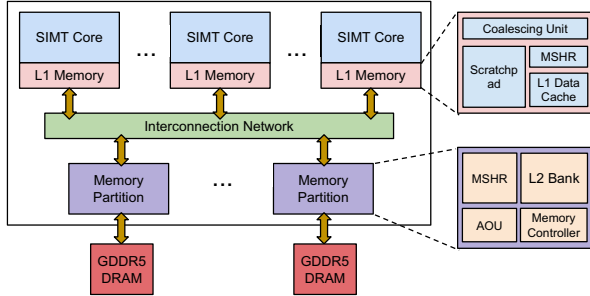 SIMT Core
SIMT Core
SIMT Core
...
...
L1 Memory
L1 Memory
L1 Memory
Interconnection Network
Memory
Partition
...
Memory
Partition
GDDR5
DRAM
GDDR5
DRAM
Coalescing Unit
Scratchp
ad
MSHR
L1 Data
Cache
MSHR
L2 Bank
AOU
Memory
Controller